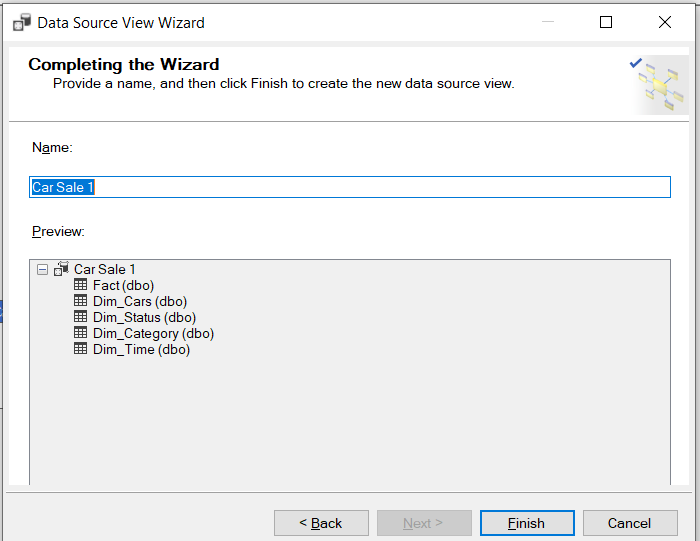 Data Source View Wizard
Completing the Wizard
Provide a name, and then click Finish to create the new data source view.
Name:
Car Sale 1
Preview:
Car Sale 1
Fact (dbo)
Dim_Cars (dbo)
Dim_Status (dbo)
Dim_Category (dbo)
Dim_Time (dbo)
< Back
Next >
Finish
Cancel